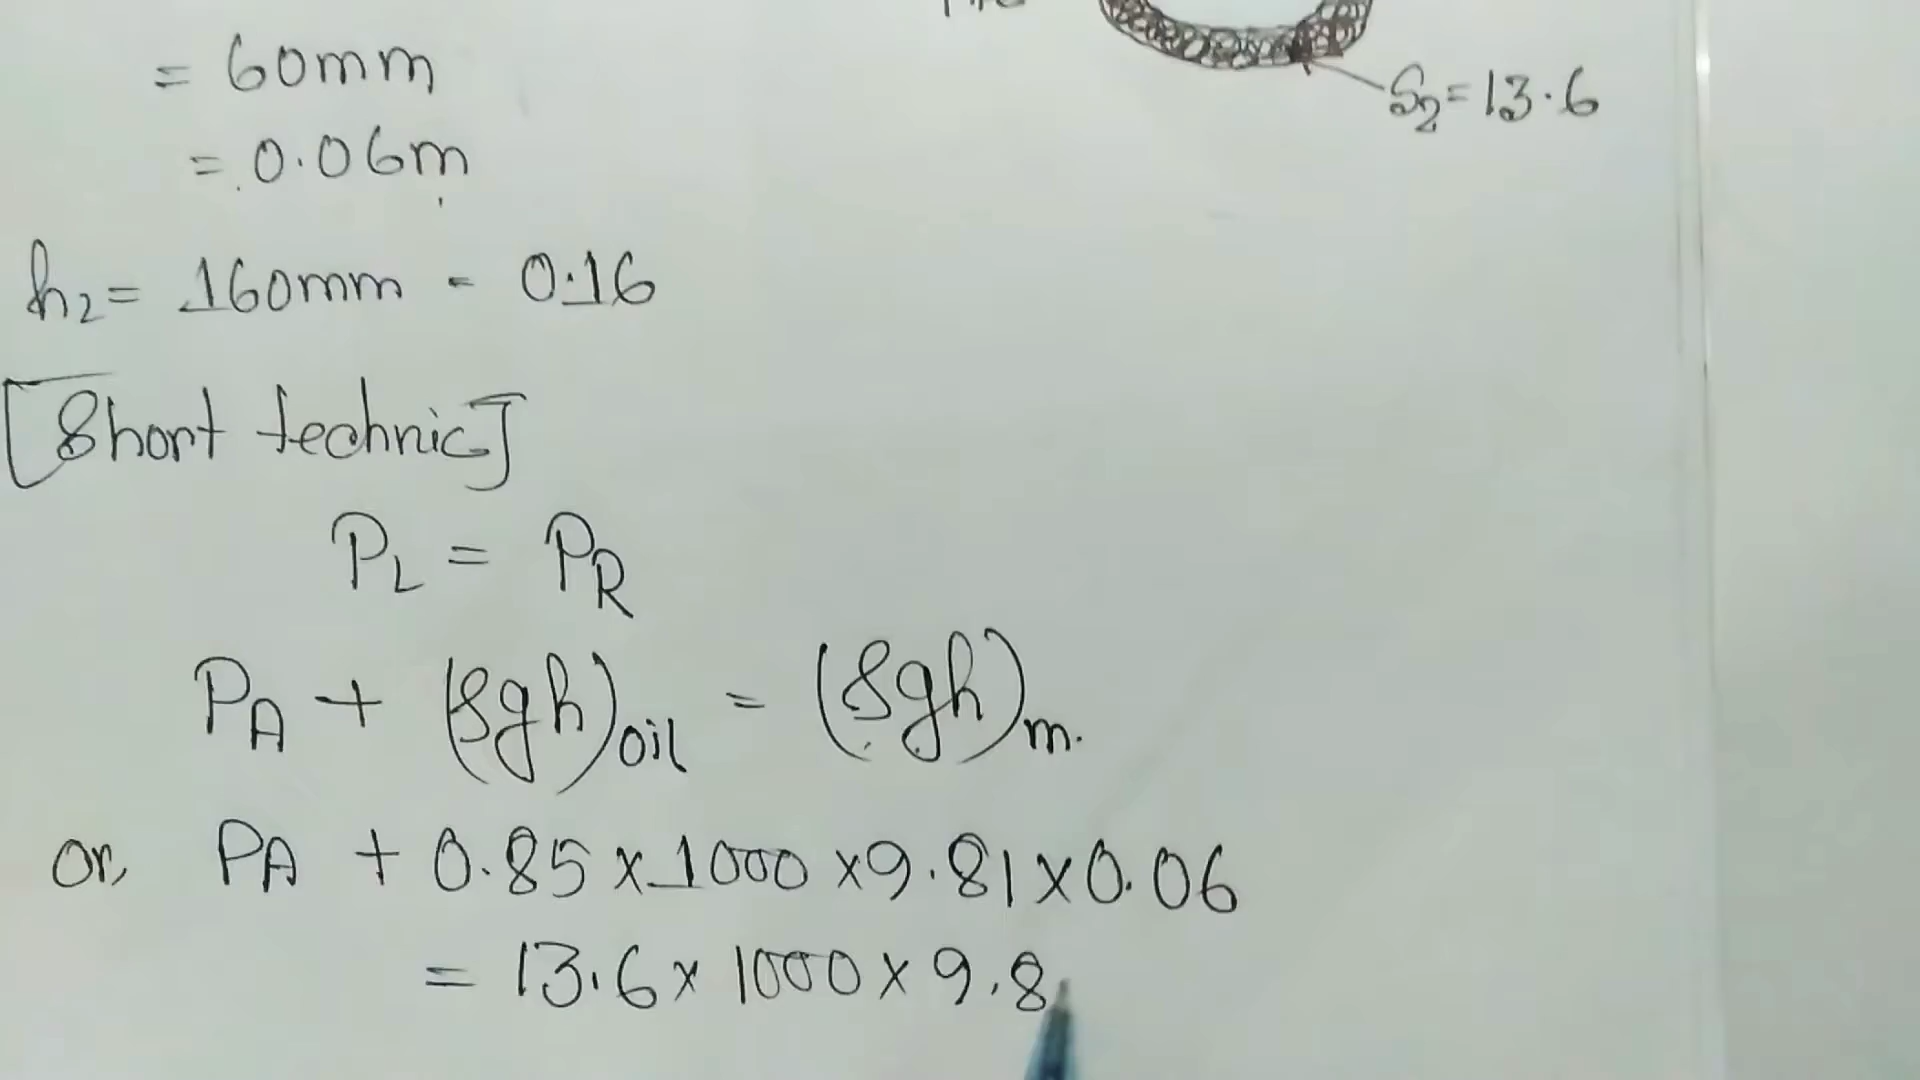 = 60mm
= 0.06m
S2 = 13.6
h2 = 160mm - 0.16
[Short technic]
PL = PR
PA + (ρgh)oil = (ρgh)m.
or, PA + 0.85 x 1000 x 9.81 x 0.06
= 13.6 x 1000 x 9.8